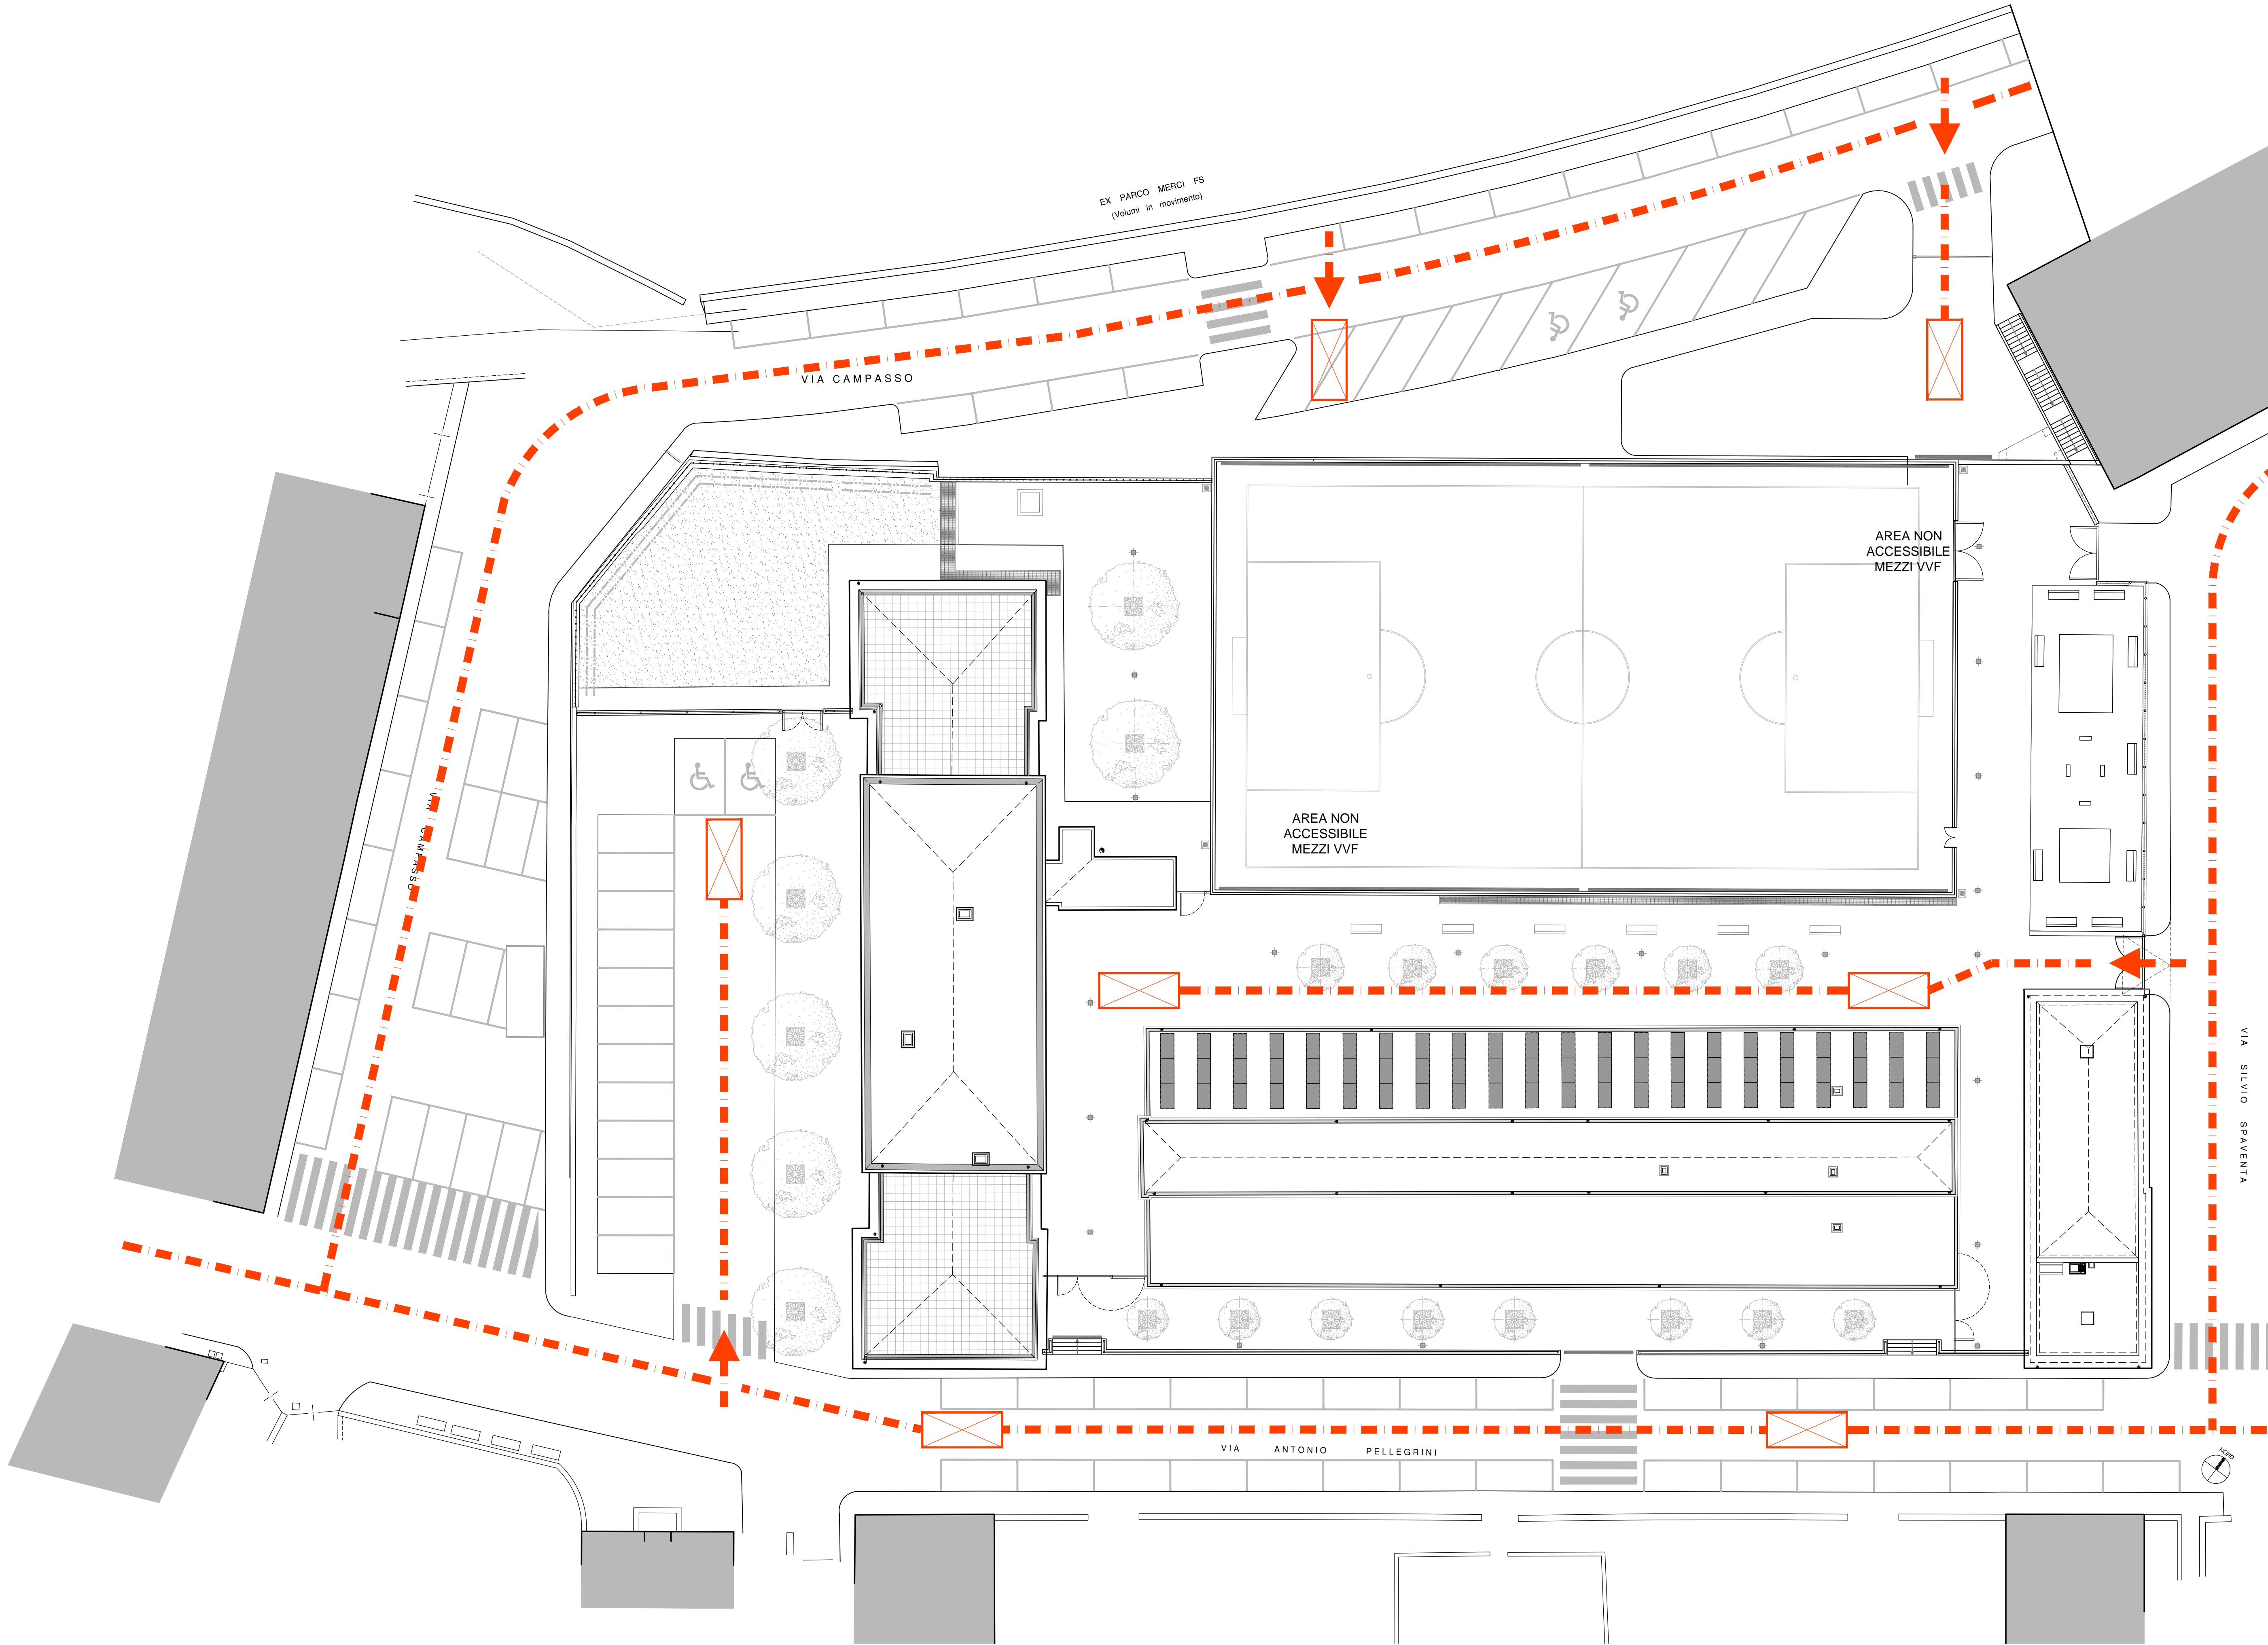 EX PARCO MERCI FS
(Volumi in movimento)
VIA CAMPASSO
AREA NON
ACCESSIBILE
MEZZI VVF
VIA CAMPASSO
AREA NON
ACCESSIBILE
MEZZI VVF
VIA SILVIO SPAVENTA
VIA ANTONIO PELLEGRINI
NORD